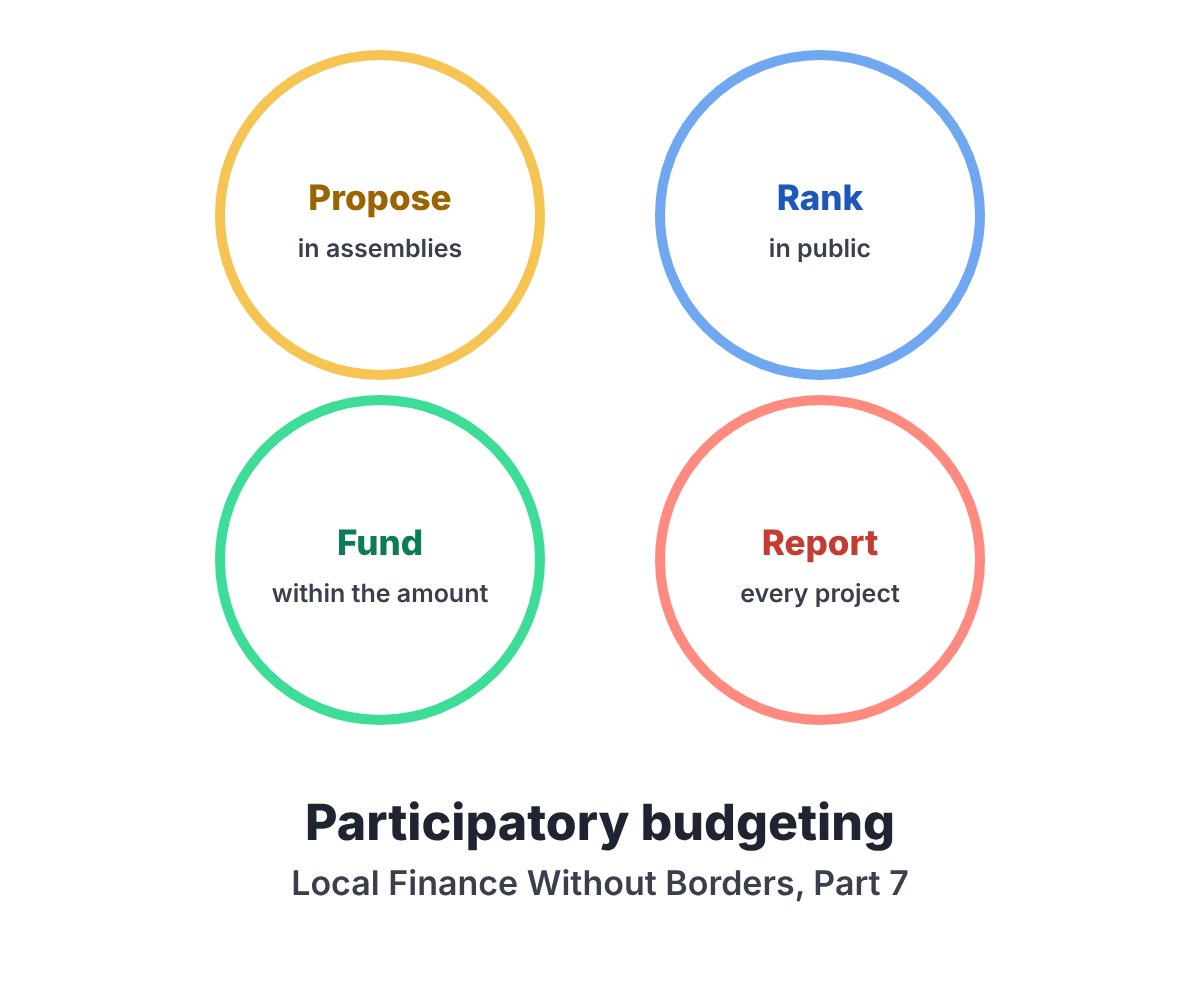 Propose
in assemblies
Rank
in public
Fund
within the amount
Report
every project
Participatory budgeting
Local Finance Without Borders, Part 7